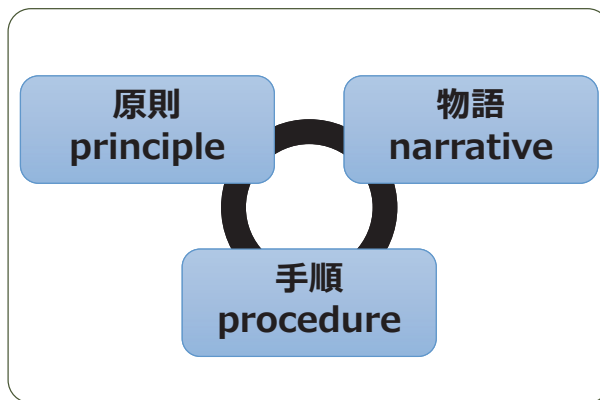 原則
principle
物語
narrative
手順
procedure